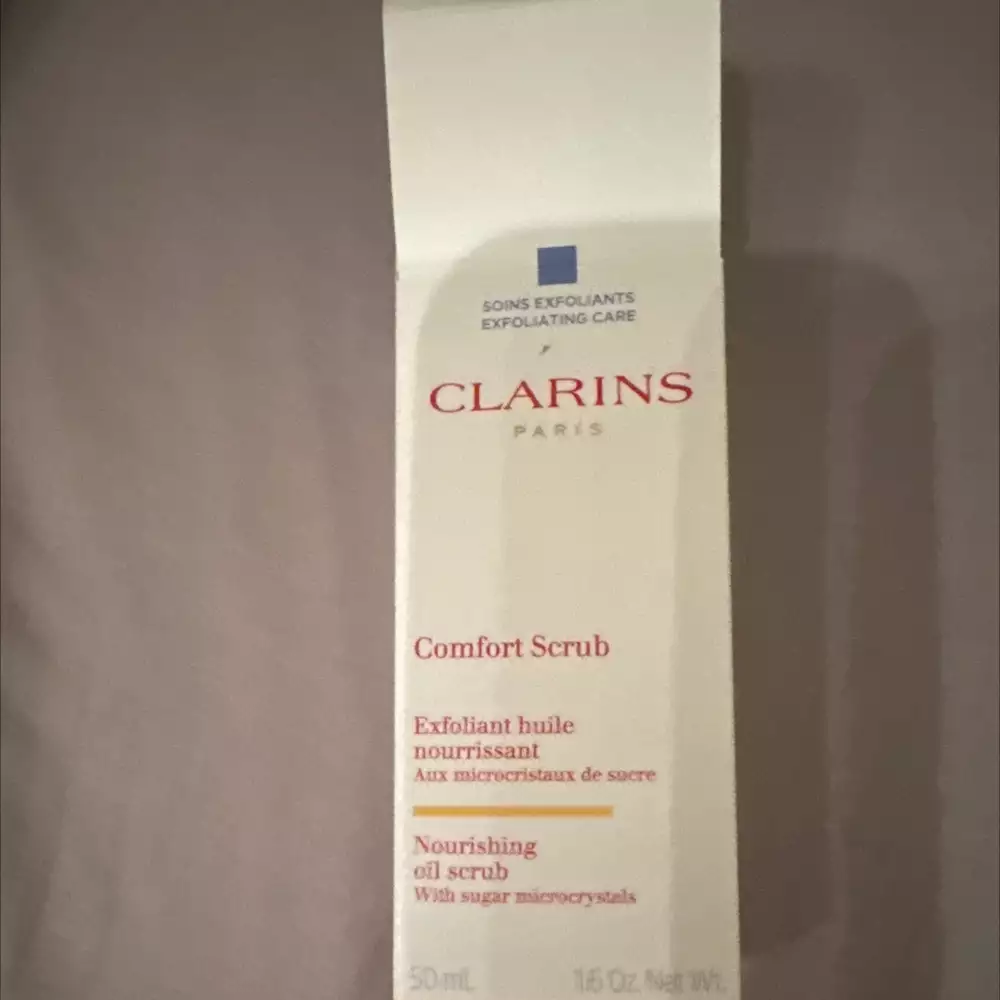 SOINS EXFOLIANTS
EXFOLIATING CARE
CLARINS
PARIS
Comfort Scrub
Exfoliant huile
nourrissant
Aux microcristaux de sucre
Nourishing
oil scrub
With sugar microcrystals
50 mL 1.6 Oz. Net Wt.